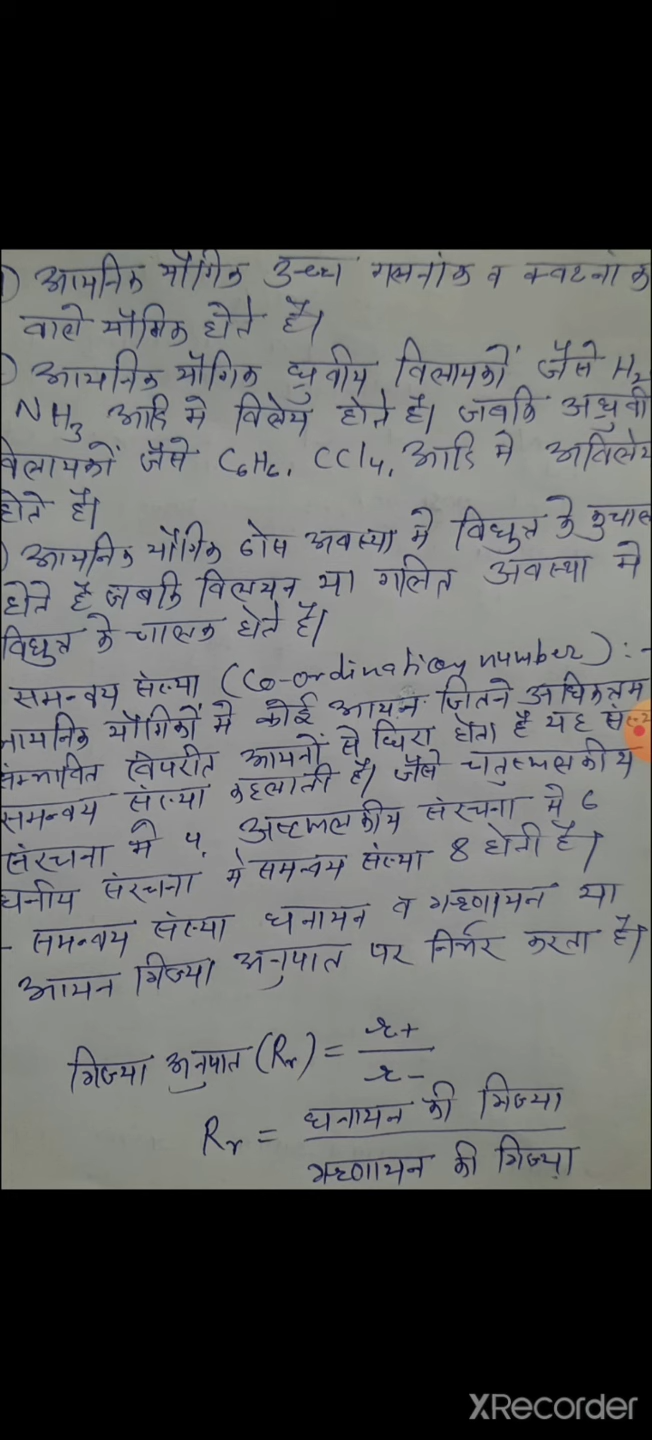 ) आयनिक यौगिक उच्च गलनांक व क्वटनांक
वाले यौगिक होते हैं।
) आयनिक यौगिक ध्रुवीय विलायकों जैसे H2
NH3 आदि मे विलेय होते है। जबकि अध्रुवी
वेलायकों जैसे C6H6, CCl4, आदि मे अविलेय
होते है।
) आयनिक यौगिक ठोस अवस्था मे विधुत के कुचाल
होते है जबकि विलयन या गलित अवस्था मे
विधुत के चालक होते है।
समन्वय संख्या (Co-ordination number) :-
नायनिक यौगिकों मे कोई आयन जितने अधिकतम
संम्भावित विपरीत आयनों से घिरा होता है यह संख्य
समन्वय संख्या कहलाती है। जैसे चतुष्फलकीय
संरचना मे 4, अष्टफलकीय संरचना मे 6
घनीय संरचना मे समन्वय संख्या 8 होती है।
- समन्वय संख्या धनायन व ऋणायन या
आयन त्रिज्या अनुपात पर निर्भर करता है।
त्रिज्या अनुपात (Rr) = r+ / r-
Rr = धनायन की त्रिज्या / ऋणायन की त्रिज्या
XRecorder